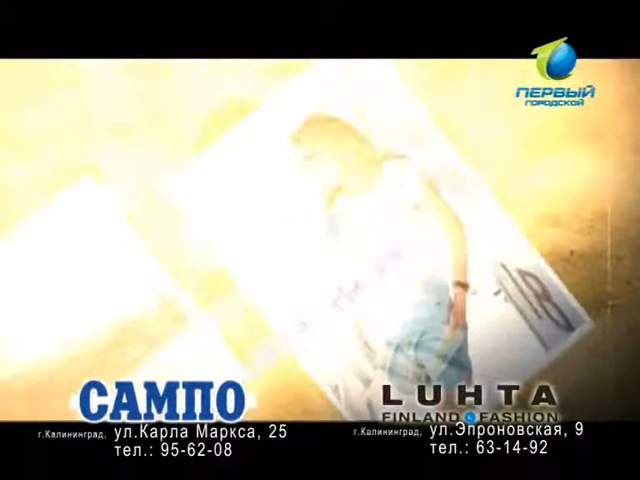 ПЕРВЫЙ
ГОРОДСКОЙ
18
САМПО
г.Калининград, ул.Карла Маркса, 25
тел.: 95-62-08
LUHTA
FINLAND L FASHION
г.Калининград, ул.Эпроновская, 9
тел.: 63-14-92